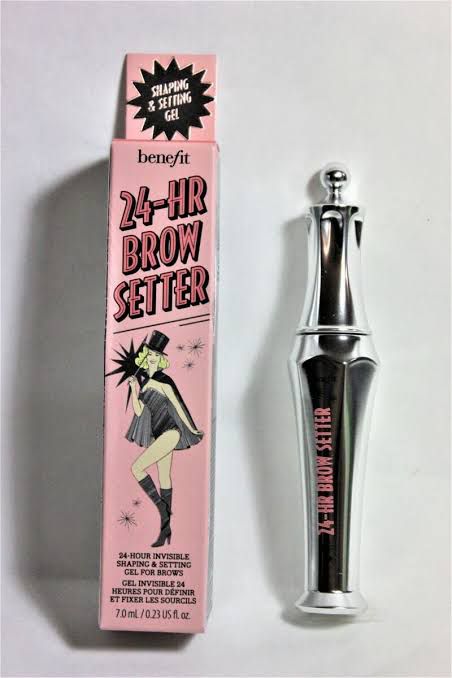 SHAPING
& SETTING
GEL
benefit
24-HR
BROW
SETTER
24-HOUR INVISIBLE
SHAPING & SETTING
GEL FOR BROWS
GEL INVISIBLE 24
HEURES POUR DÉFINIR
ET FIXER LES SOURCILS
7.0 mL / 0.23 US fl. oz.
benefit
24-HR BROW SETTER